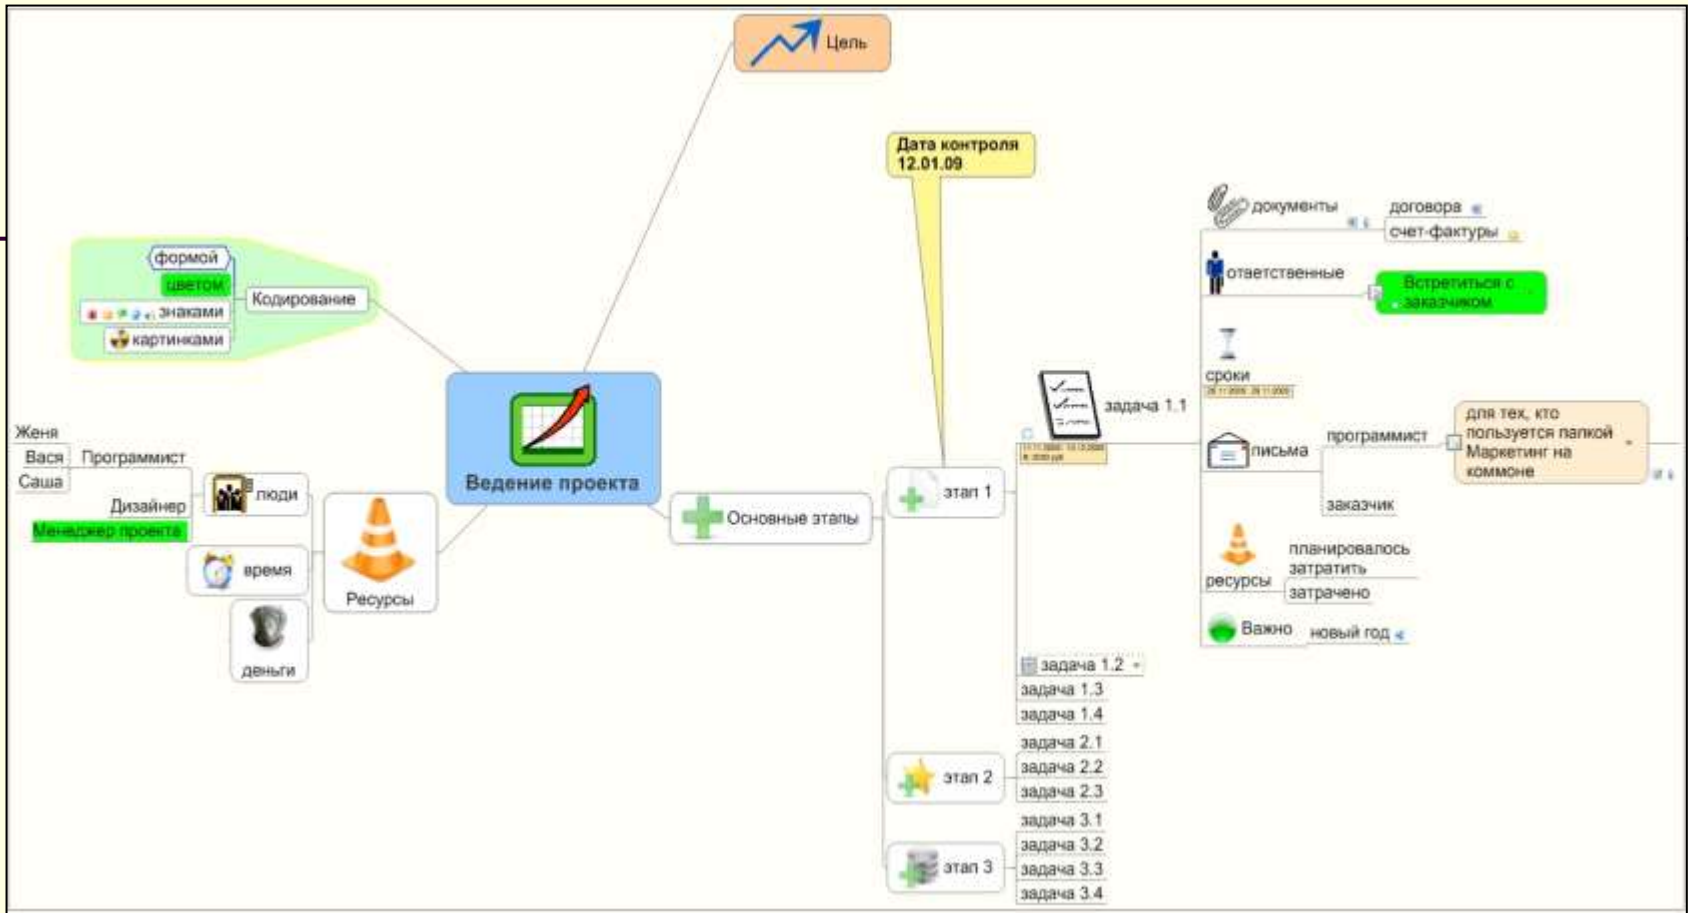 Цель
Дата контроля
12.01.09
документы
договора
счет-фактуры
ответственные
Встретиться с
заказчиком
формой
цветом
знаками
картинками
Кодирование
сроки
задача 1.1
для тех, кто
пользуется папкой
Маркетинг на
коммоне
программист
письма
заказчик
Женя
Вася
Саша
Программист
Дизайнер
Менеджер проекта
люди
время
деньги
Ресурсы
Ведение проекта
Основные этапы
этап 1
планировалось
затратить
затрачено
ресурсы
Важно
новый год
задача 1.2
задача 1.3
задача 1.4
этап 2
задача 2.1
задача 2.2
задача 2.3
этап 3
задача 3.1
задача 3.2
задача 3.3
задача 3.4